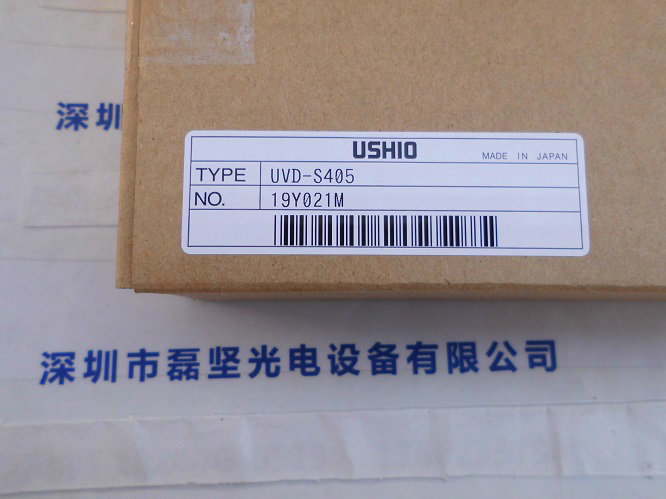 深圳
USHIO MADE IN JAPAN
TYPE UVD-S405
NO. 19Y021M
深圳市磊坚光电设备有限公司